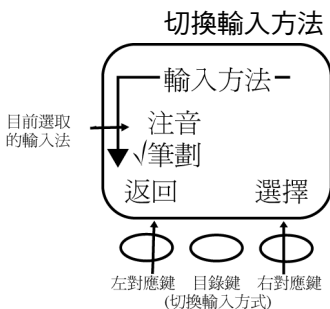 切換輸入方法
輸入方法
目前選取
的輸入法
注音
√筆劃
返回 選擇
左對應鍵 目錄鍵 右對應鍵
(切換輸入方式)